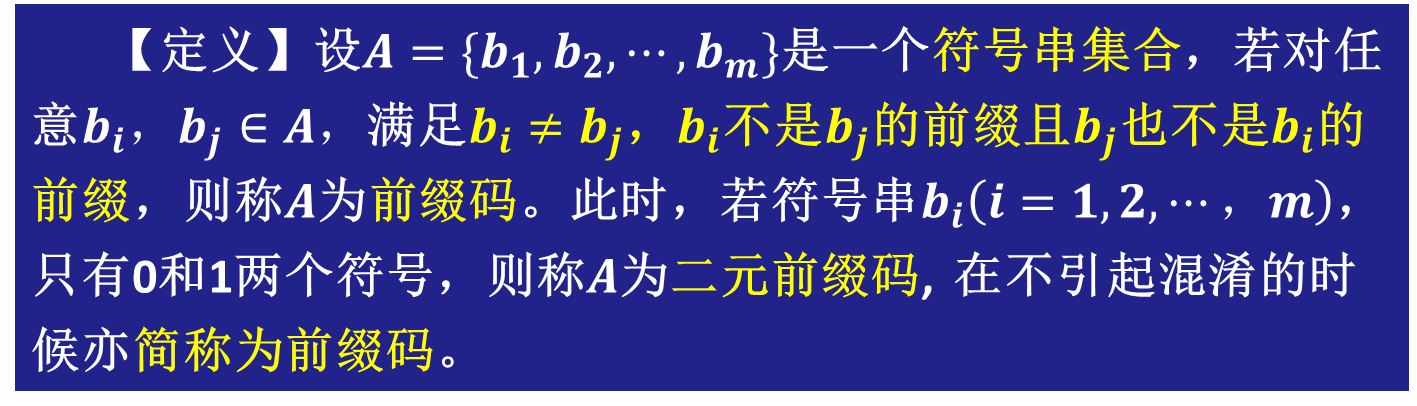 【定义】设A = {b₁, b₂, ⋯, bₘ}是一个符号串集合，若对任
意bᵢ，bⱼ ∈ A，满足bᵢ ≠ bⱼ，bᵢ不是bⱼ的前缀且bⱼ也不是bᵢ的
前缀，则称A为前缀码。此时，若符号串bᵢ(i = 1, 2, ⋯，m)，
只有0和1两个符号，则称A为二元前缀码, 在不引起混淆的时
候亦简称为前缀码。